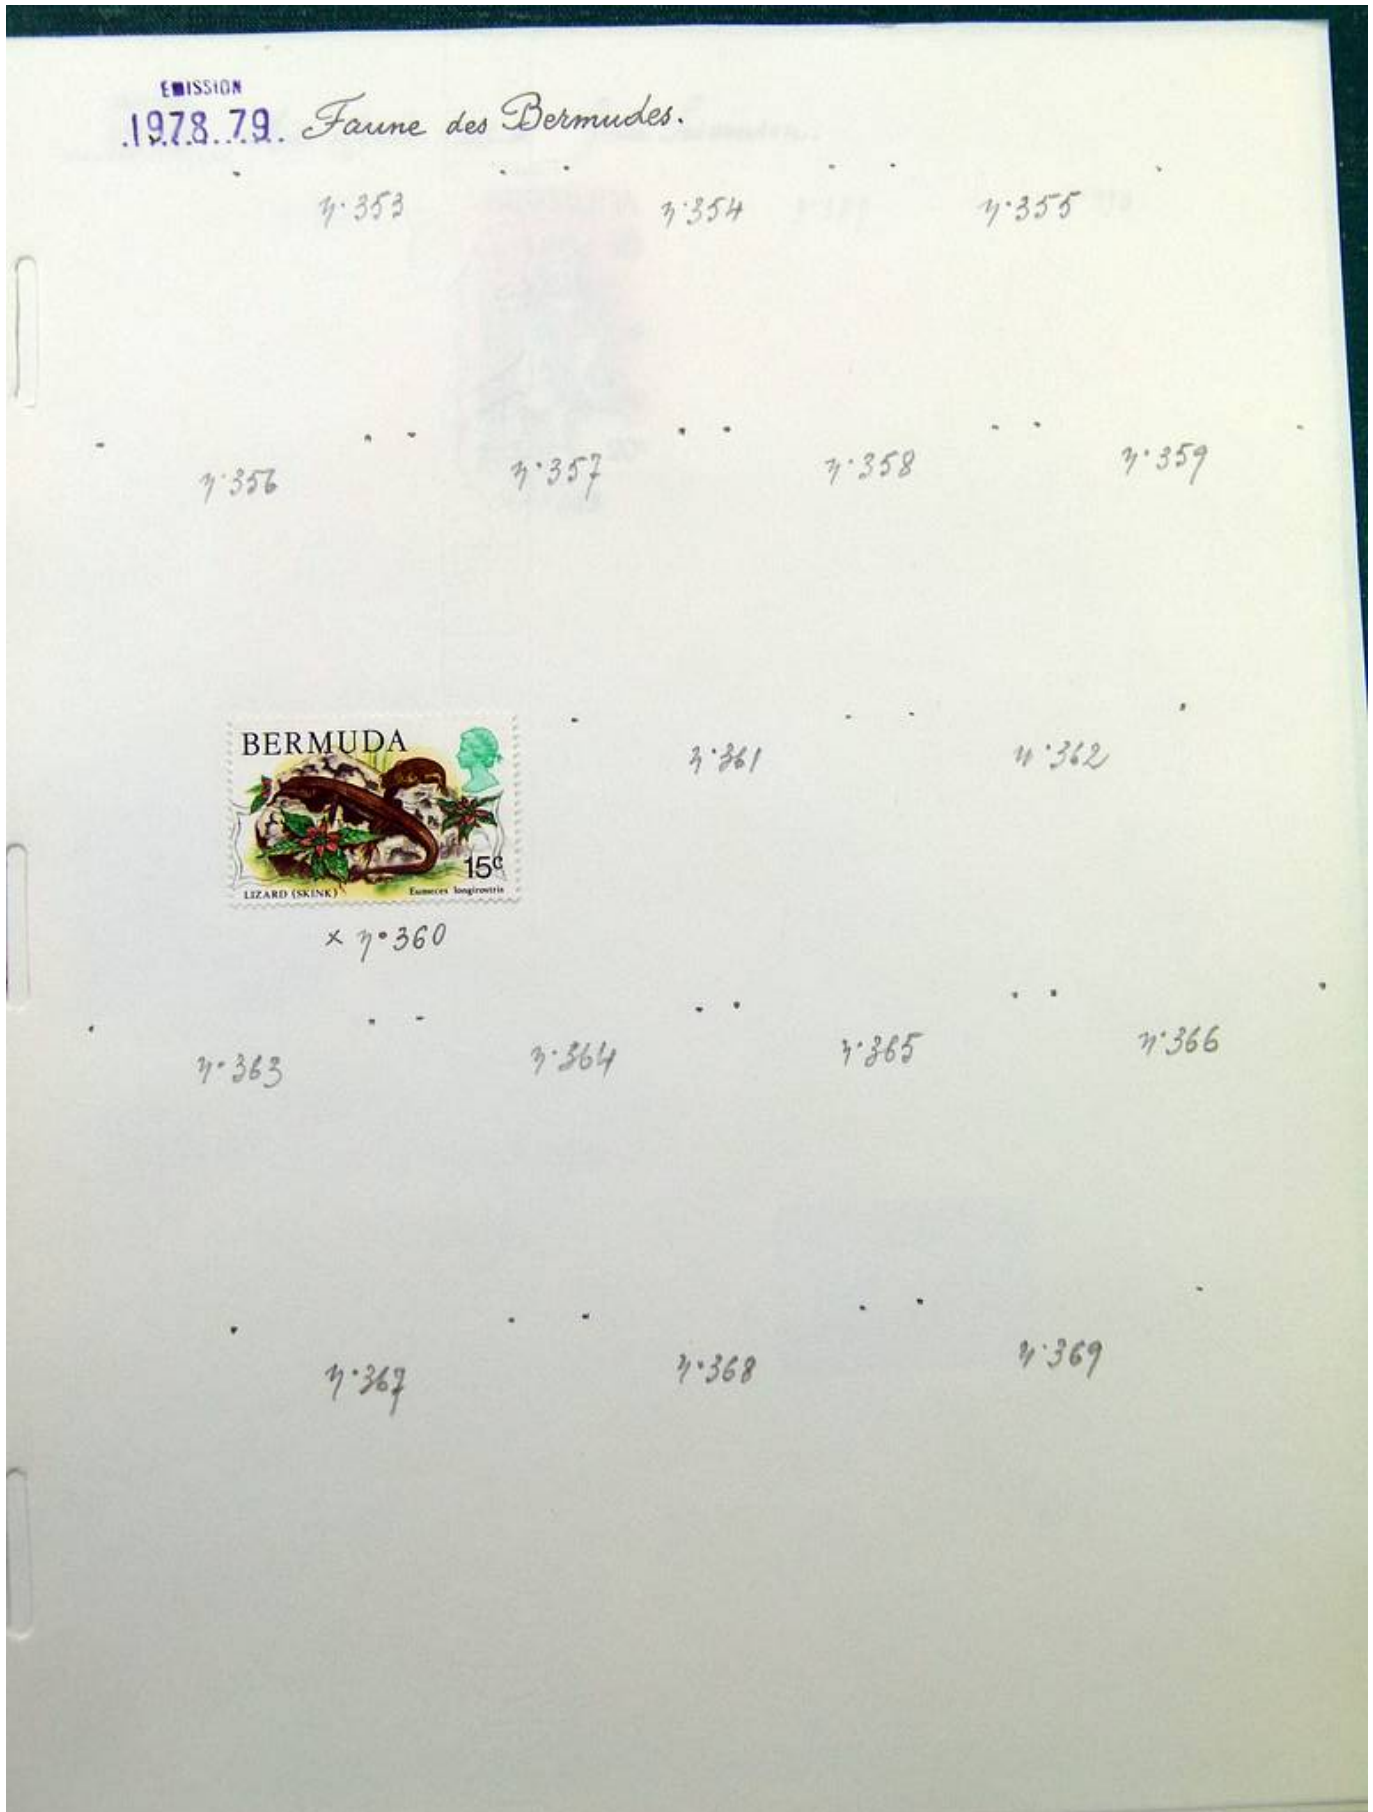 EMISSION
.1978.79. Faune des Bermudes.
n°353 n°354 n°355
n°356 n°357 n°358 n°359
BERMUDA
15c
LIZARD (SKINK) Eumeces longirostris
n°361 n°362
x n°360
n°363 n°364 n°365 n°366
n°367 n°368 n°369